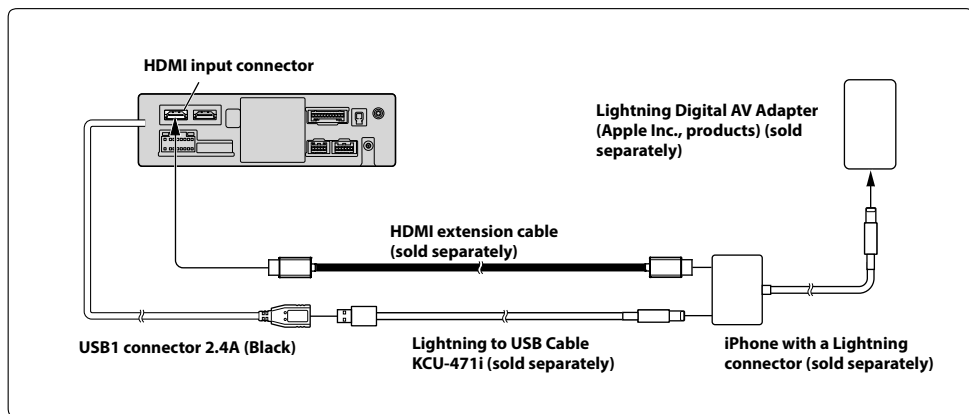 HDMI input connector
Lightning Digital AV Adapter
(Apple Inc., products) (sold
separately)
HDMI extension cable
(sold separately)
USB1 connector 2.4A (Black)
Lightning to USB Cable
KCU-471i (sold separately)
iPhone with a Lightning
connector (sold separately)